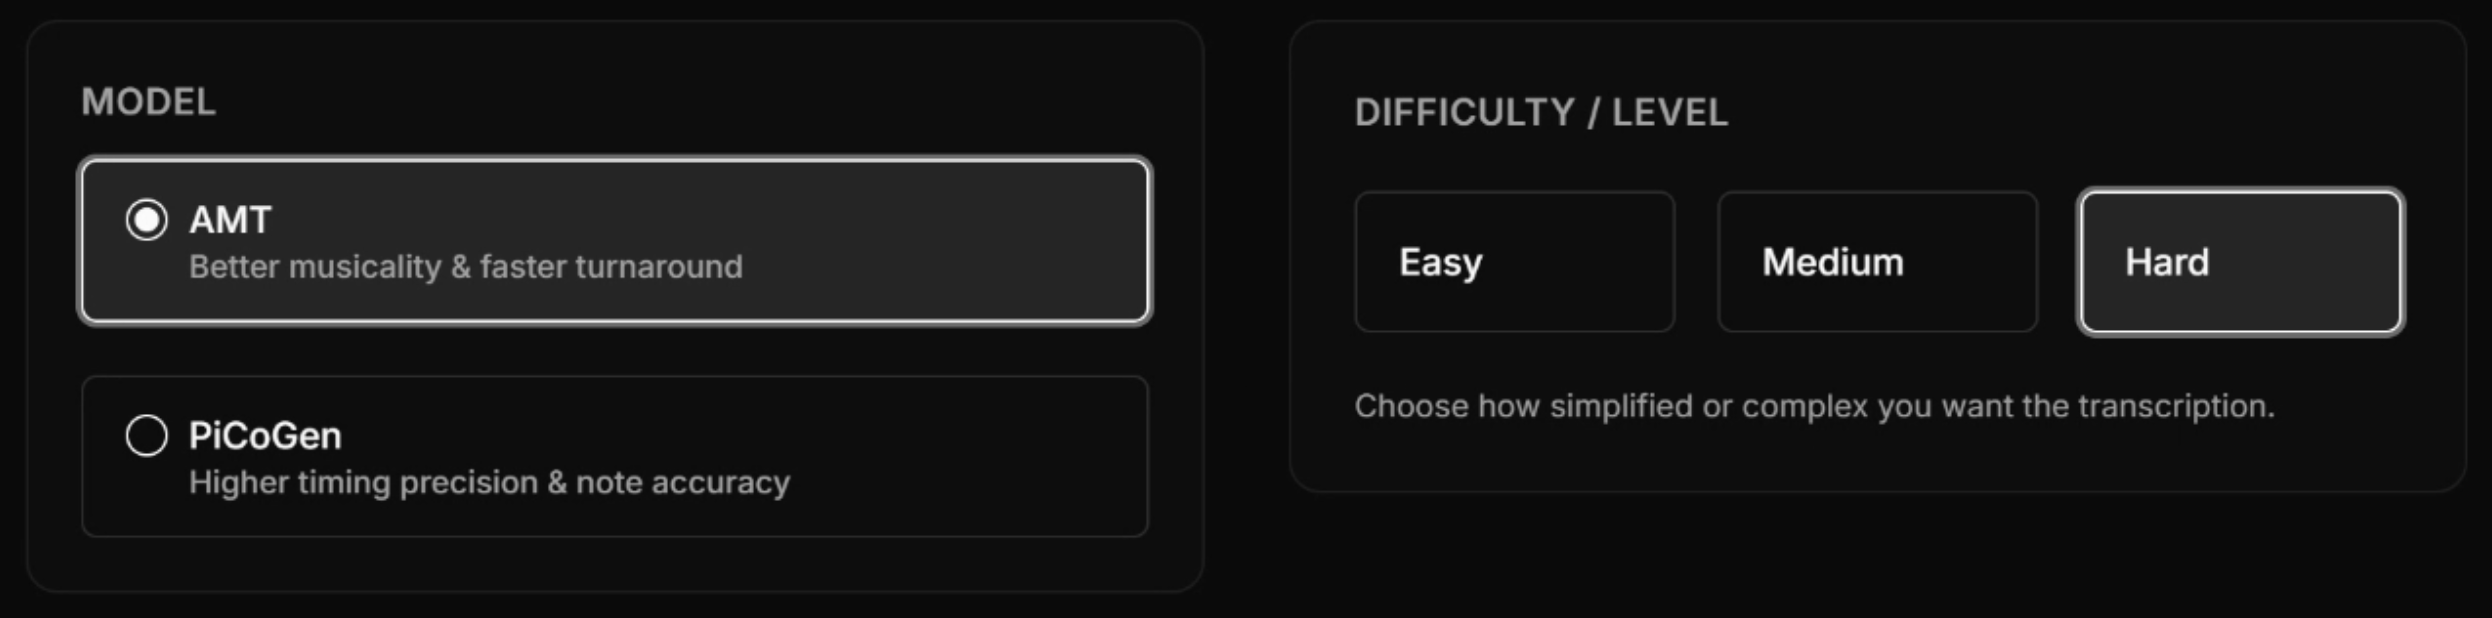 MODEL
AMT
Better musicality & faster turnaround
PiCoGen
Higher timing precision & note accuracy
DIFFICULTY / LEVEL
Easy
Medium
Hard
Choose how simplified or complex you want the transcription.